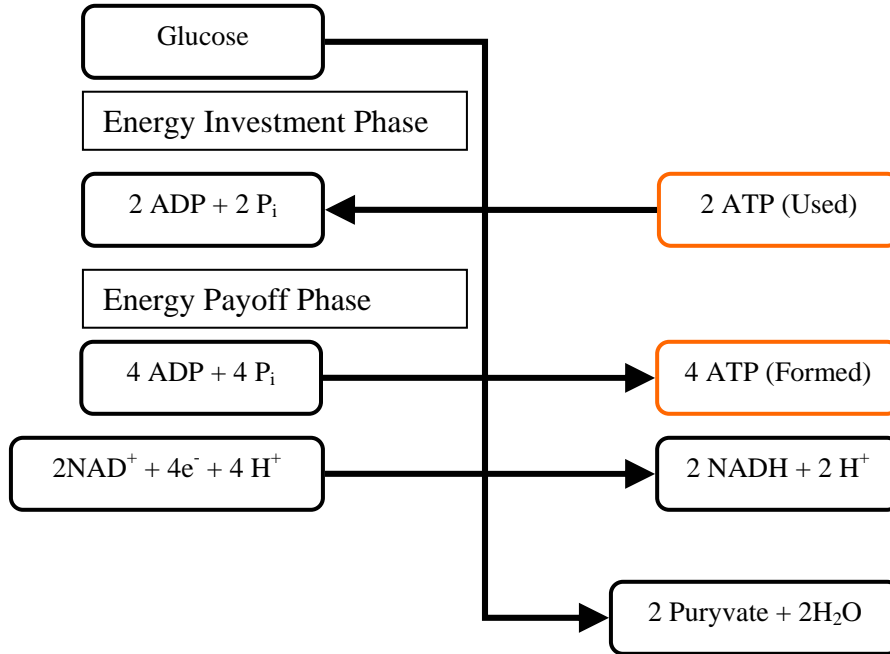 Glucose
Energy Investment Phase
2 ADP + 2 Pᵢ
2 ATP (Used)
Energy Payoff Phase
4 ADP + 4 Pᵢ
4 ATP (Formed)
2NAD⁺ + 4e⁻ + 4 H⁺
2 NADH + 2 H⁺
2 Puryvate + 2H₂O